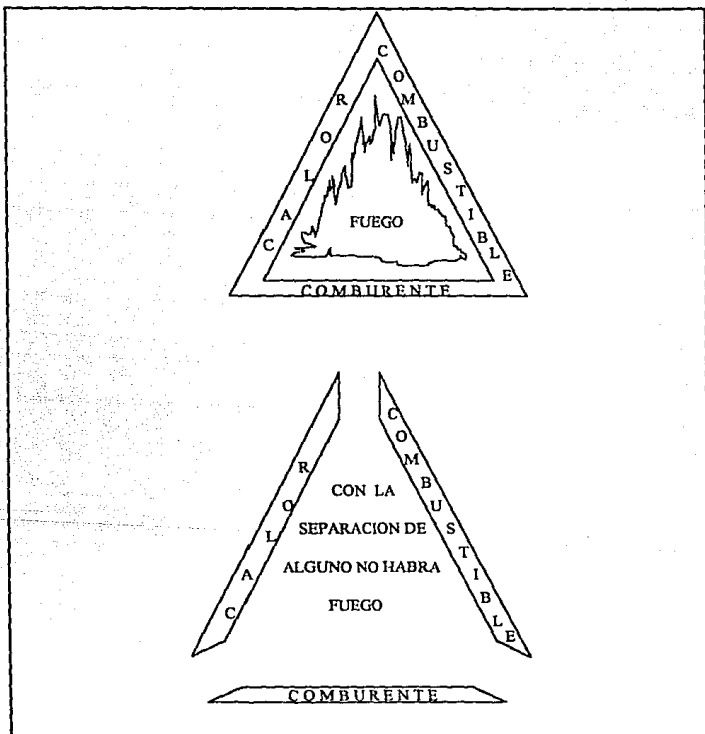 CALOR
COMBUSTIBLE
FUEGO
COMBURENTE
CALOR
COMBUSTIBLE
CON LA
SEPARACION DE
ALGUNO NO HABRA
FUEGO
COMBURENTE